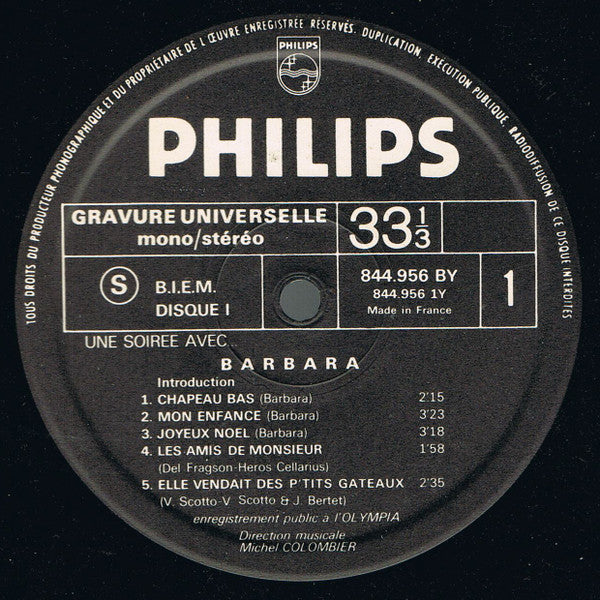 TOUS DROITS DU PRODUCTEUR PHONOGRAPHIQUE ET DU PROPRIETAIRE DE L'ŒUVRE ENREGISTRÉE RÉSERVÉS. DUPLICATION, EXECUTION PUBLIQUE, RADIODIFFUSION DE CE DISQUE INTERDITES
PHILIPS
PHILIPS
GRAVURE UNIVERSELLE
mono/stéréo
33 1/3
S
B.I.E.M.
DISQUE I
844.956 BY
844.956 1Y
Made in France
1
UNE SOIREE AVEC...
BARBARA
Introduction
1. CHAPEAU BAS (Barbara) 2'15
2. MON ENFANCE (Barbara) 3'23
3. JOYEUX NOEL (Barbara) 3'18
4. LES AMIS DE MONSIEUR 1'58
(Del Fragson-Heros Cellarius)
5. ELLE VENDAIT DES P'TITS GATEAUX 2'35
(V. Scotto-V Scotto & J. Bertet)
enregistrement public à l'OLYMPIA
Direction musicale
Michel COLOMBIER